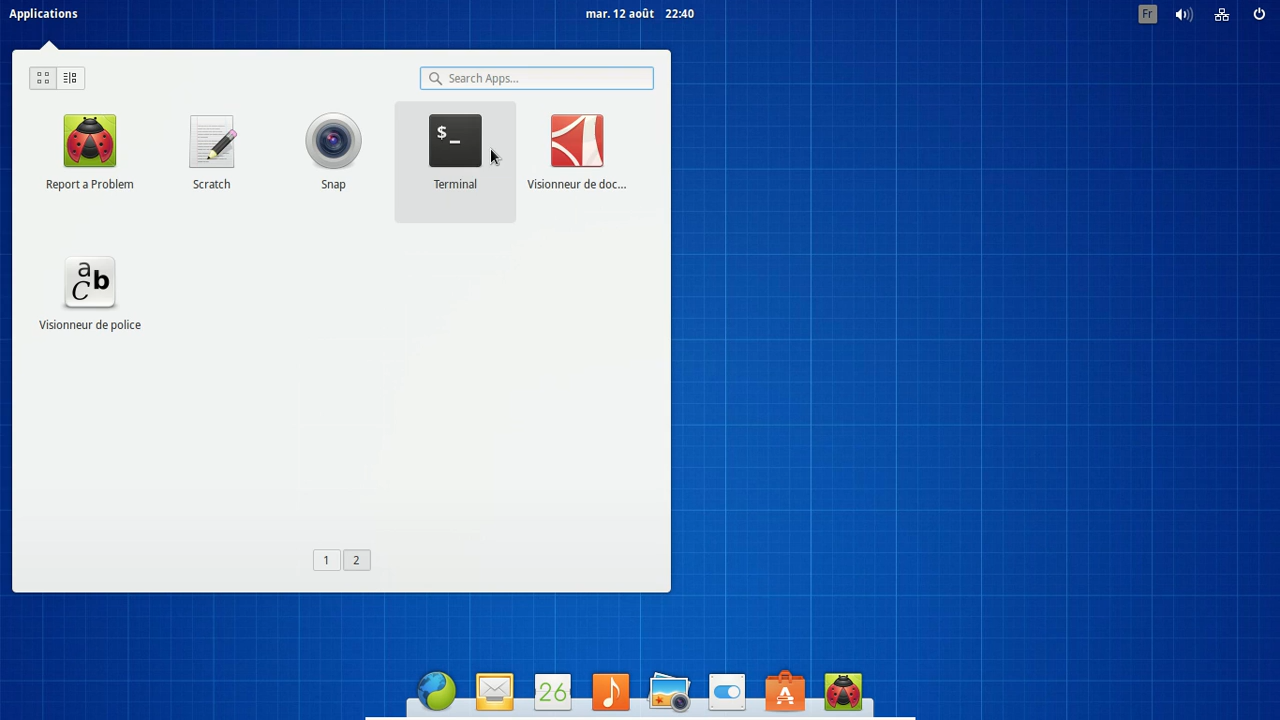 Applications
mar. 12 août 22:40
Fr
Search Apps...
$_
Report a Problem
Scratch
Snap
Terminal
Visionneur de doc...
a
b
C
Visionneur de police
1 2
26
A